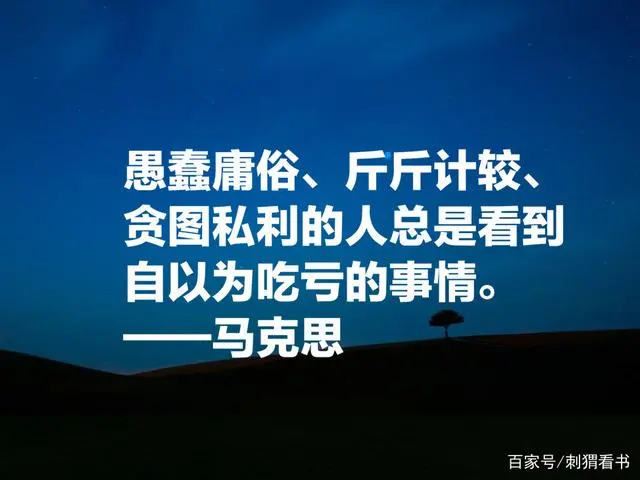 愚蠢庸俗、斤斤计较、
贪图私利的人总是看到
自以为吃亏的事情。
——马克思
百家号/刺猬看书